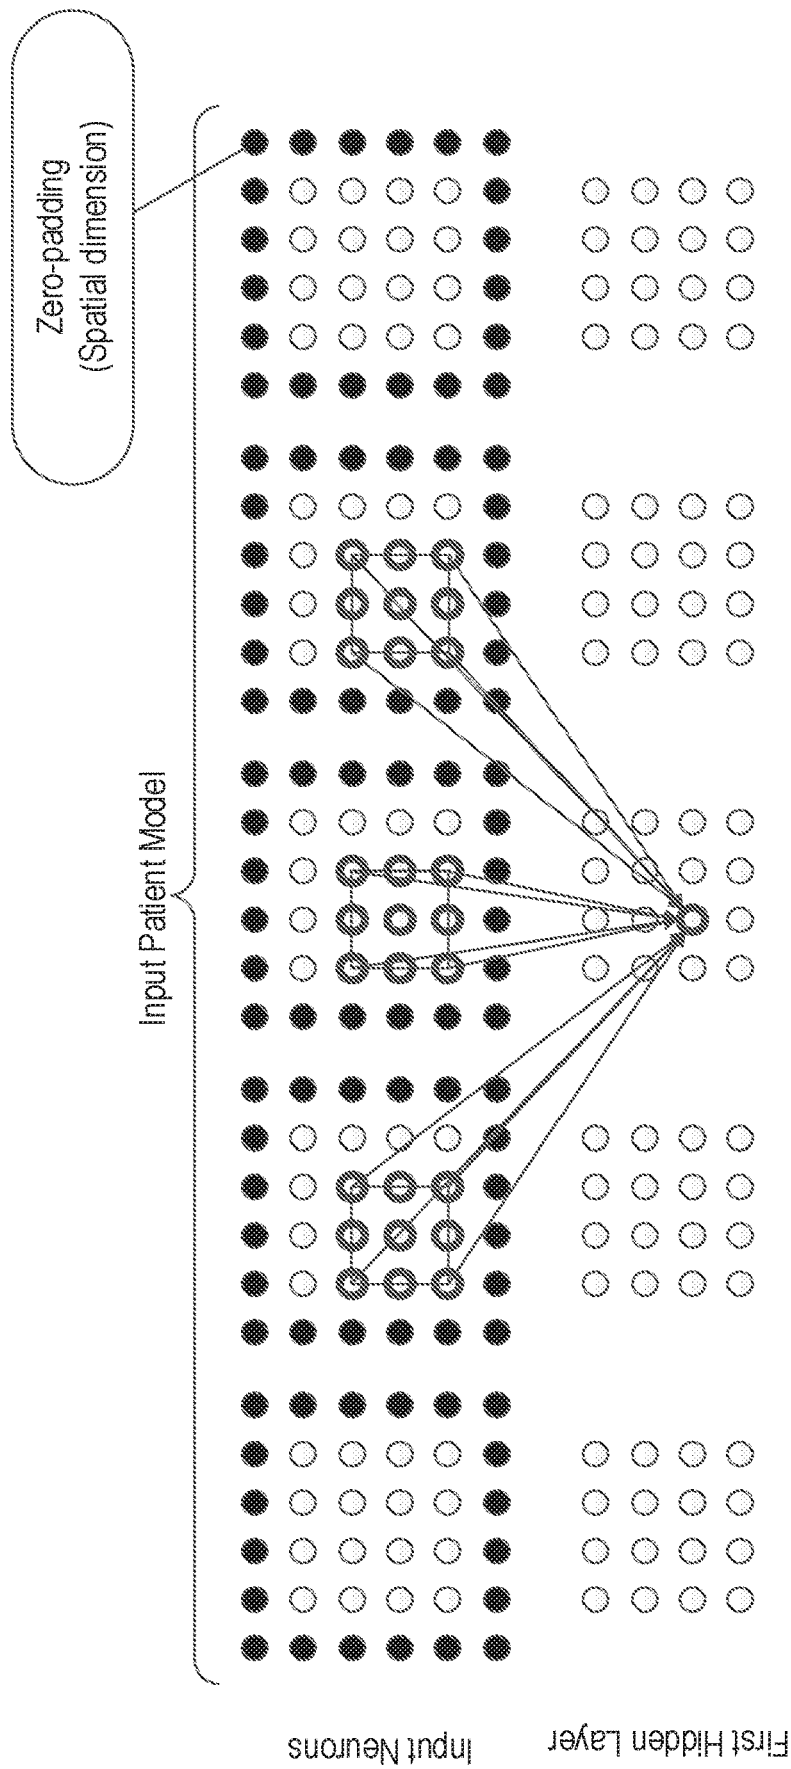 Zero-padding
(Spatial dimension)
Input Patient Model
Input Neurons
First Hidden Layer